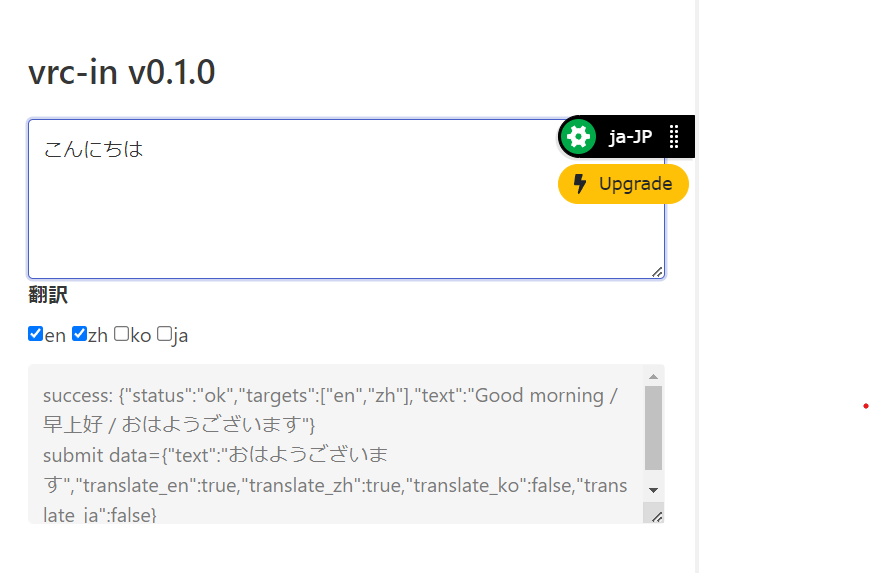 vrc-in v0.1.0
こんにちは
ja-JP
Upgrade
翻訳
en zh ko ja
success: {"status":"ok","targets":["en","zh"],"text":"Good morning /
早上好 / おはようございます"}
submit data={"text":"おはようございま
す","translate_en":true,"translate_zh":true,"translate_ko":false,"trans
late_ja":false}